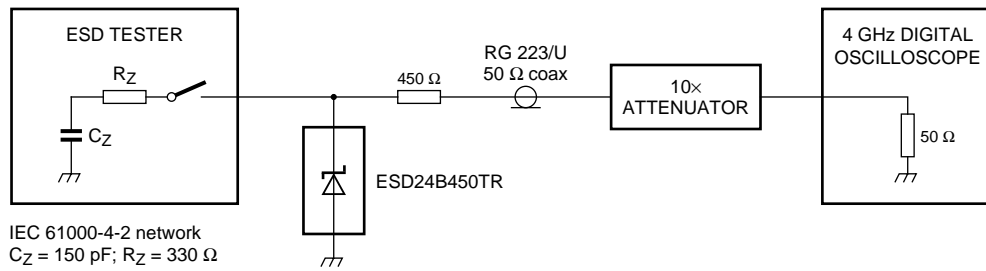 ESD TESTER
RZ
CZ
450 Ω
RG 223/U
50 Ω coax
10×
ATTENUATOR
4 GHz DIGITAL
OSCILLOSCOPE
50 Ω
ESD24B450TR
IEC 61000-4-2 network
CZ = 150 pF; RZ = 330 Ω